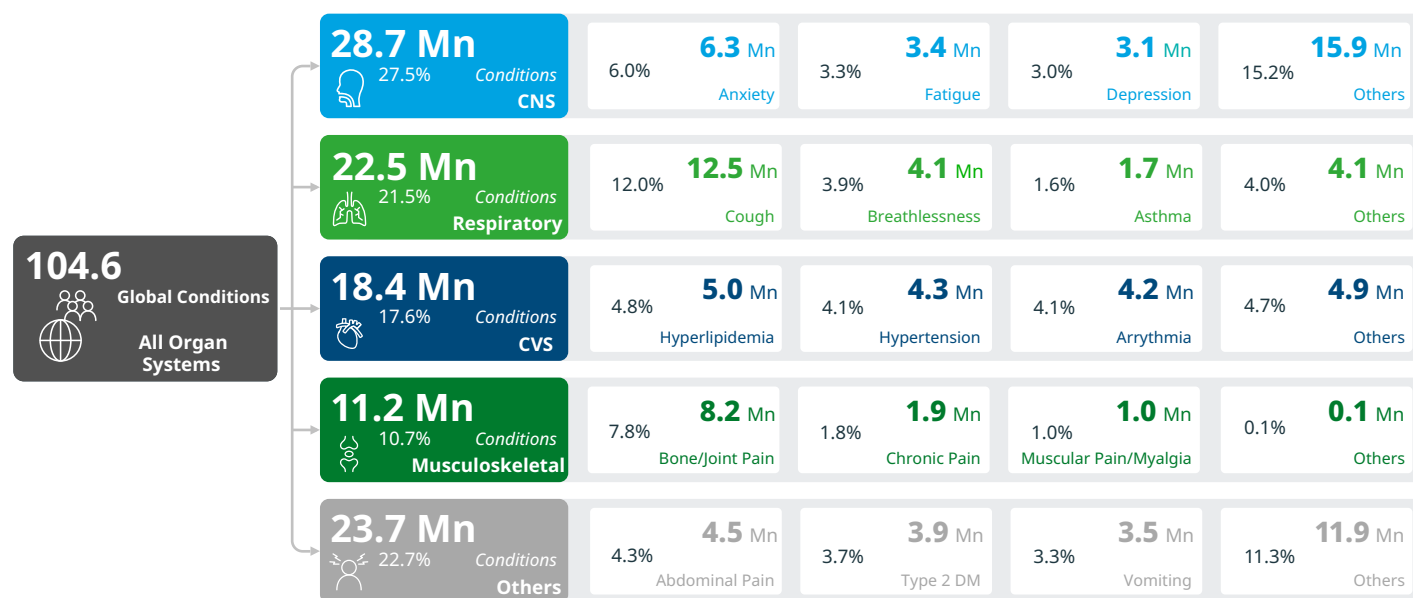 104.6
Global Conditions
All Organ
Systems
28.7 Mn
27.5% Conditions
CNS
6.3 Mn
6.0%
Anxiety
3.4 Mn
3.3%
Fatigue
3.1 Mn
3.0%
Depression
15.9 Mn
15.2%
Others
22.5 Mn
21.5% Conditions
Respiratory
12.5 Mn
12.0%
Cough
4.1 Mn
3.9%
Breathlessness
1.7 Mn
1.6%
Asthma
4.1 Mn
4.0%
Others
18.4 Mn
17.6% Conditions
CVS
5.0 Mn
4.8%
Hyperlipidemia
4.3 Mn
4.1%
Hypertension
4.2 Mn
4.1%
Arrythmia
4.9 Mn
4.7%
Others
11.2 Mn
10.7% Conditions
Musculoskeletal
8.2 Mn
7.8%
Bone/Joint Pain
1.9 Mn
1.8%
Chronic Pain
1.0 Mn
1.0%
Muscular Pain/Myalgia
0.1 Mn
0.1%
Others
23.7 Mn
22.7% Conditions
Others
4.5 Mn
4.3%
Abdominal Pain
3.9 Mn
3.7%
Type 2 DM
3.5 Mn
3.3%
Vomiting
11.9 Mn
11.3%
Others